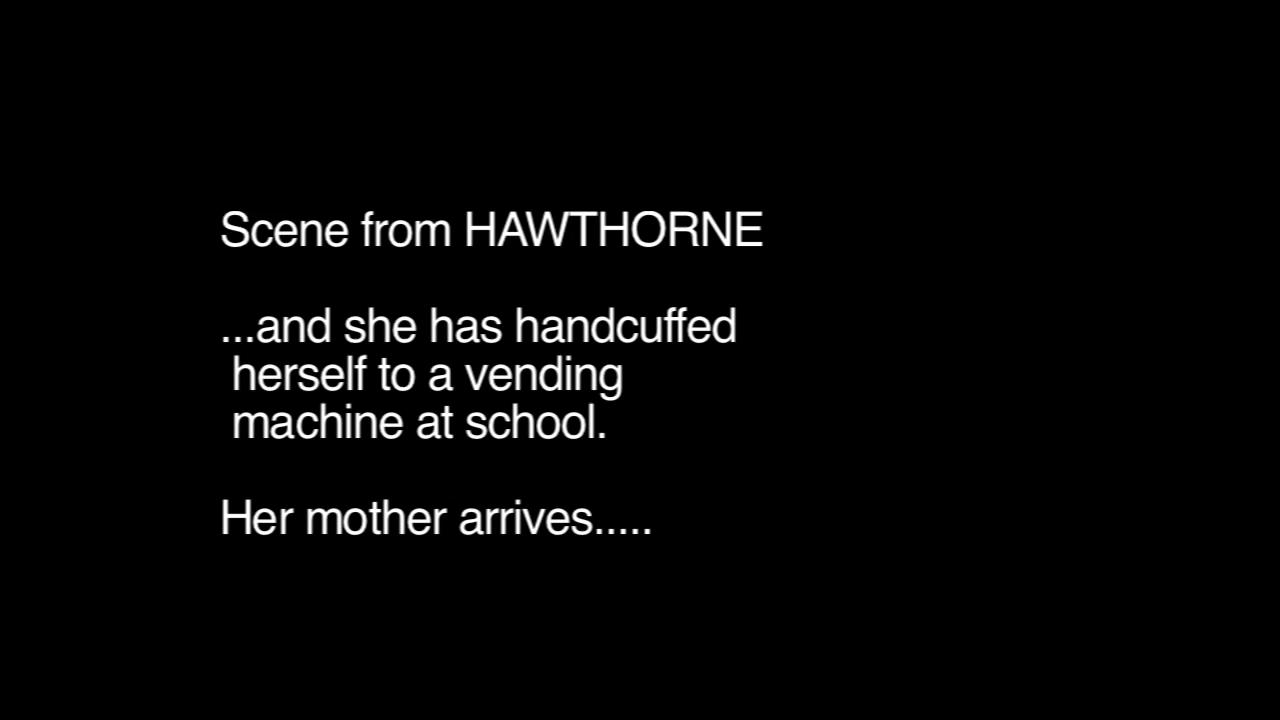 Scene from HAWTHORNE
...and she has handcuffed
herself to a vending
machine at school.
Her mother arrives.....